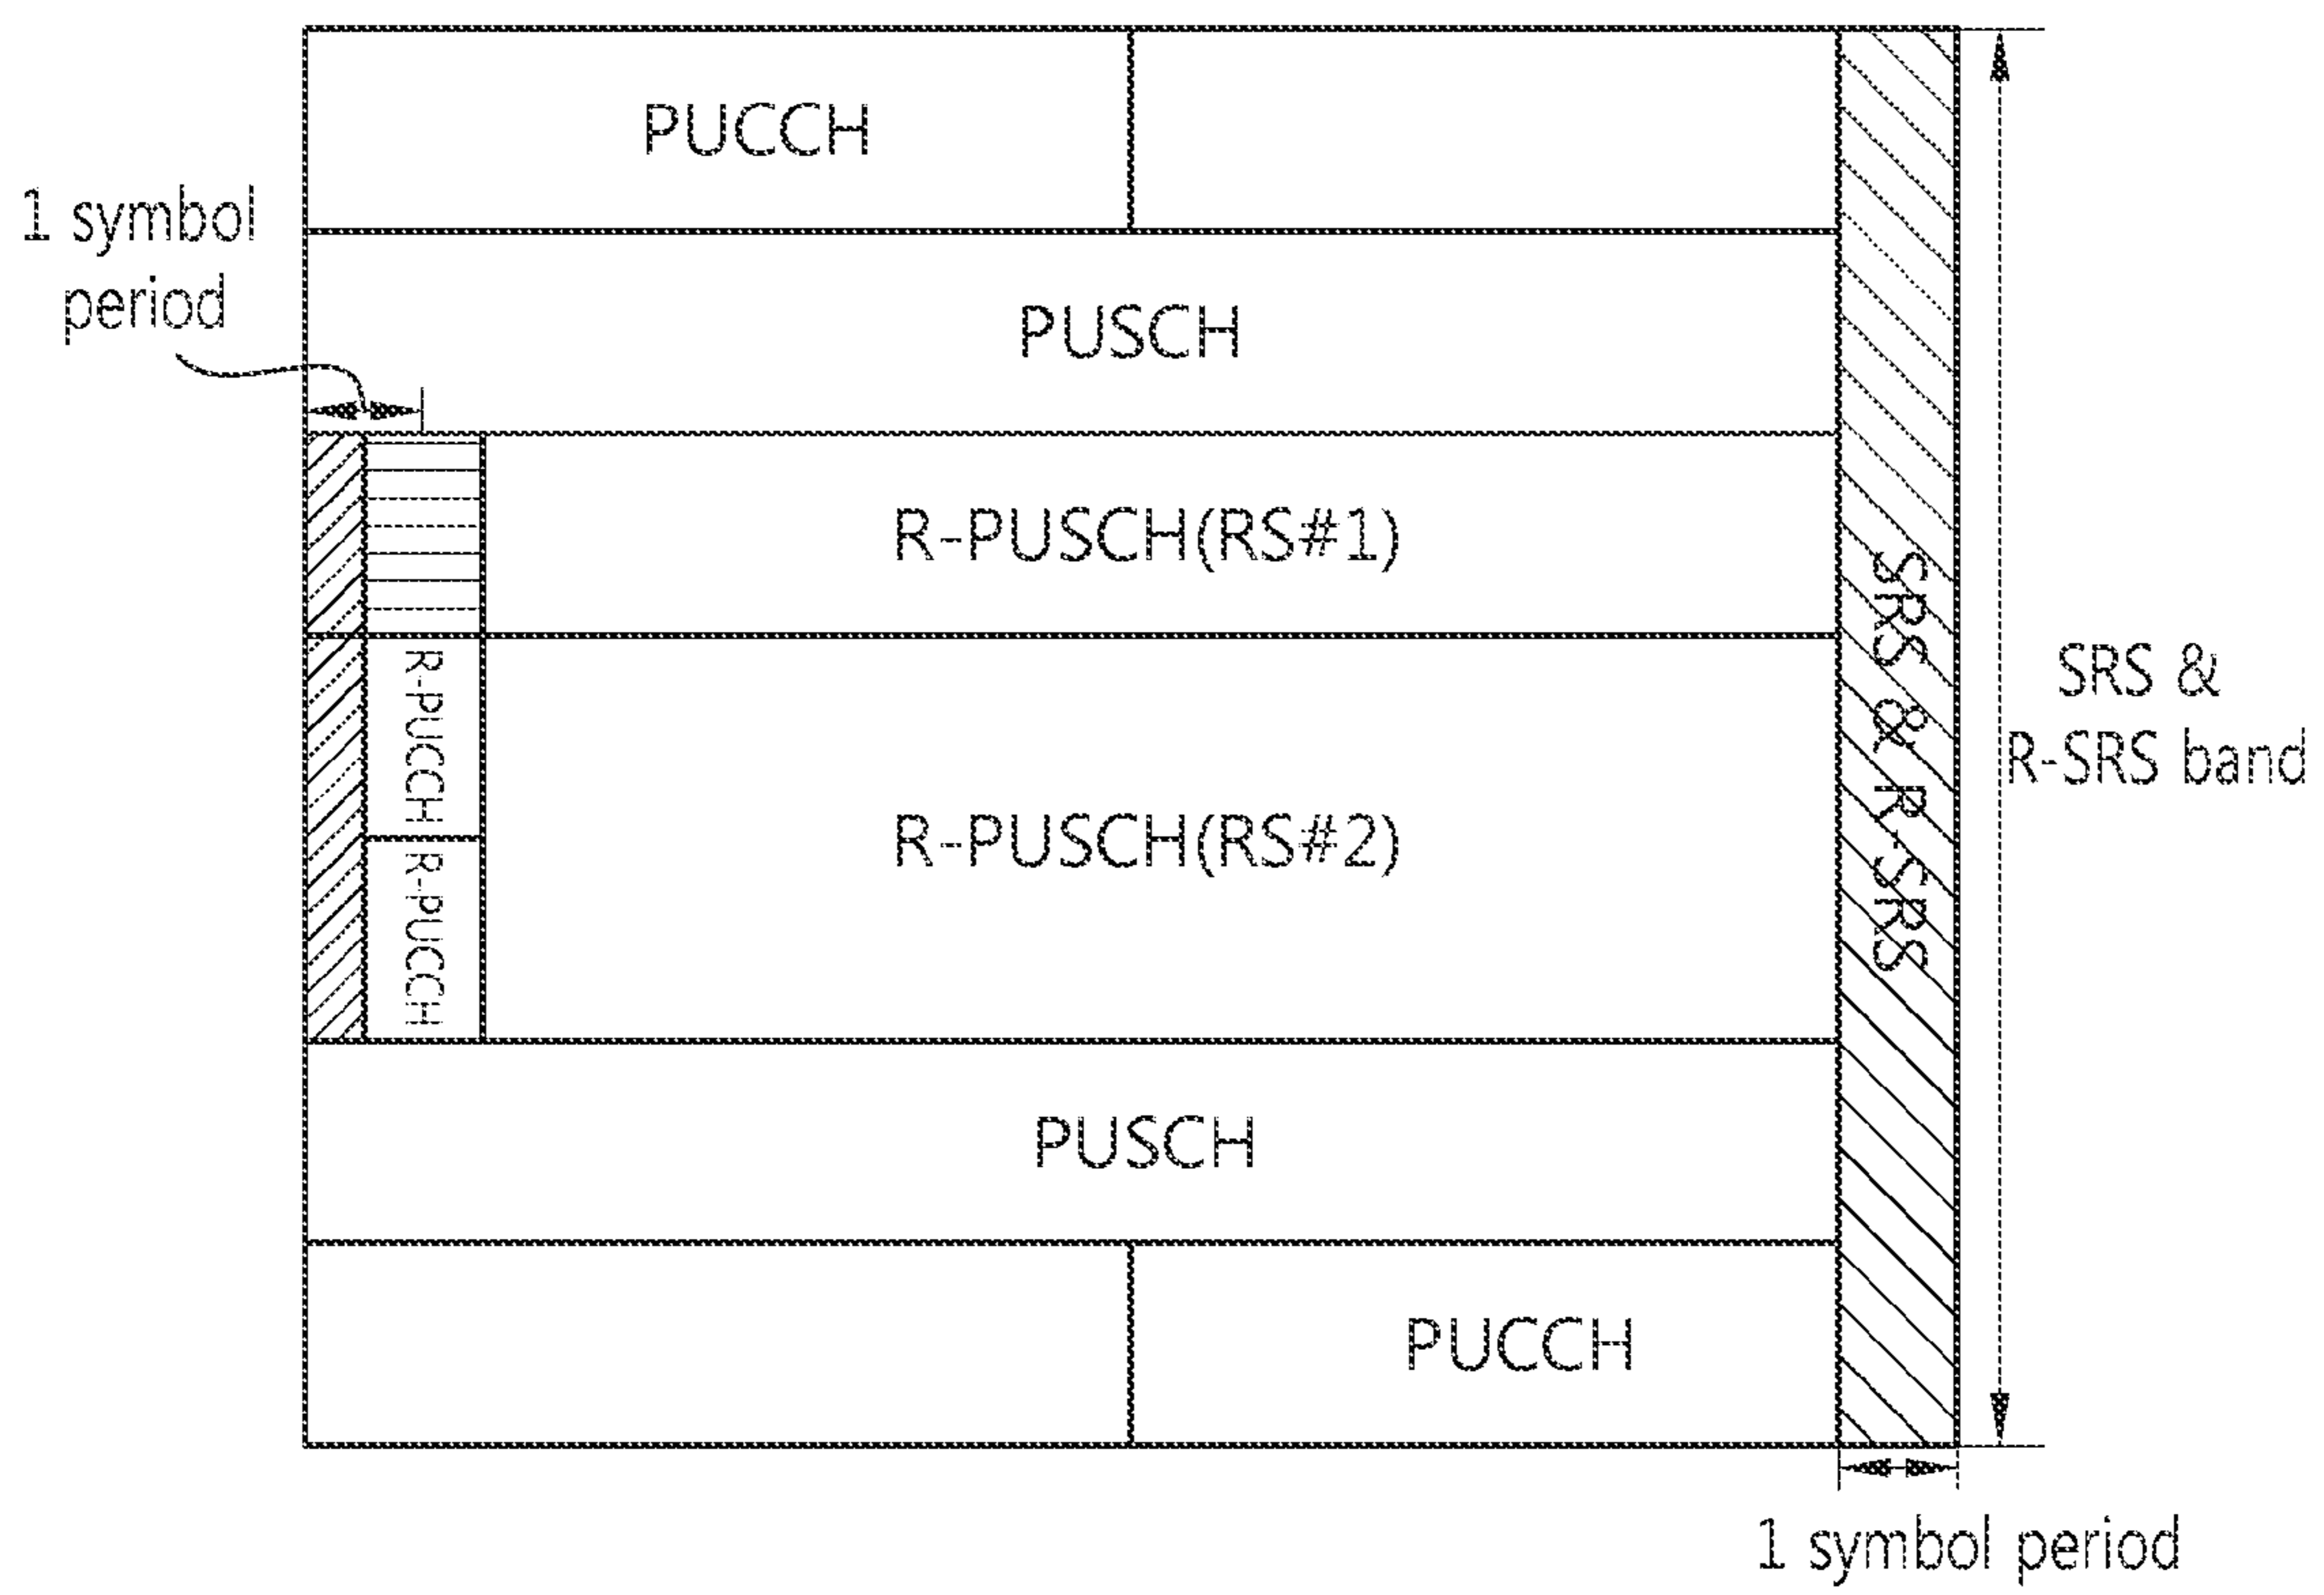 PUCCH
1 symbol
period
PUSCH
R-PUSCH(RS#1)
R-PUCCH
R-PUCCH
R-PUSCH(RS#2)
SRS & R-SRS
SRS &
R-SRS band
PUSCH
PUCCH
1 symbol period